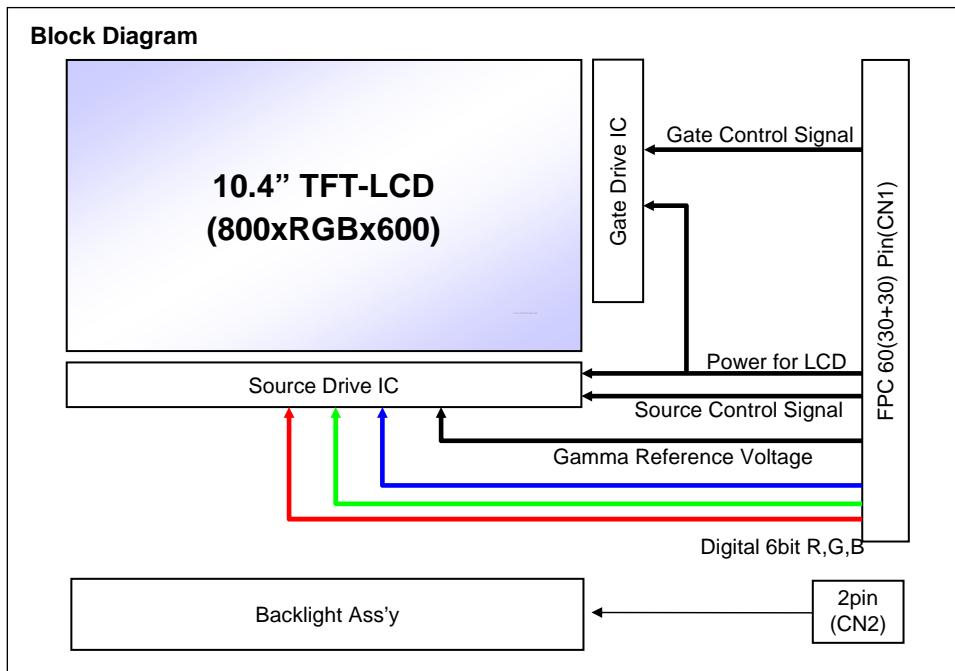 Block Diagram
10.4” TFT-LCD
(800xRGBx600)
Gate Drive IC
Gate Control Signal
FPC 60(30+30) Pin(CN1)
Power for LCD
Source Drive IC
Source Control Signal
Gamma Reference Voltage
Digital 6bit R,G,B
Backlight Ass’y
2pin
(CN2)